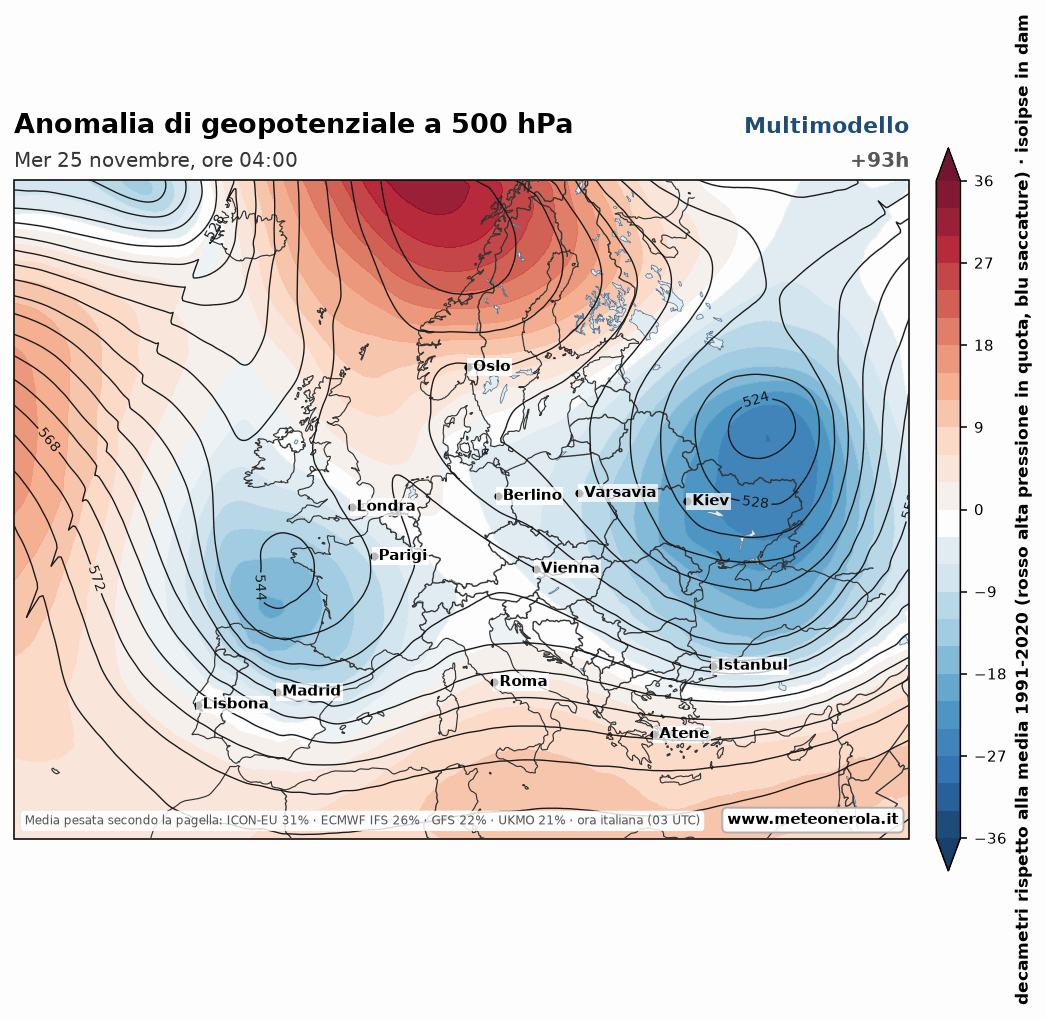 Anomalia di geopotenziale a 500 hPa
Multimodello
Mer 25 novembre, ore 04:00
+93h
528
568
572
544
524
528
Oslo
Londra
Parigi
Berlino
Varsavia
Kiev
Vienna
Istanbul
Roma
Madrid
Lisbona
Atene
Media pesata secondo la pagella: ICON-EU 31% · ECMWF IFS 26% · GFS 22% · UKMO 21% · ora italiana (03 UTC)
www.meteonerola.it
36
27
18
9
0
−9
−18
−27
−36
decametri rispetto alla media 1991-2020 (rosso alta pressione in quota, blu saccature) · isoipse in dam